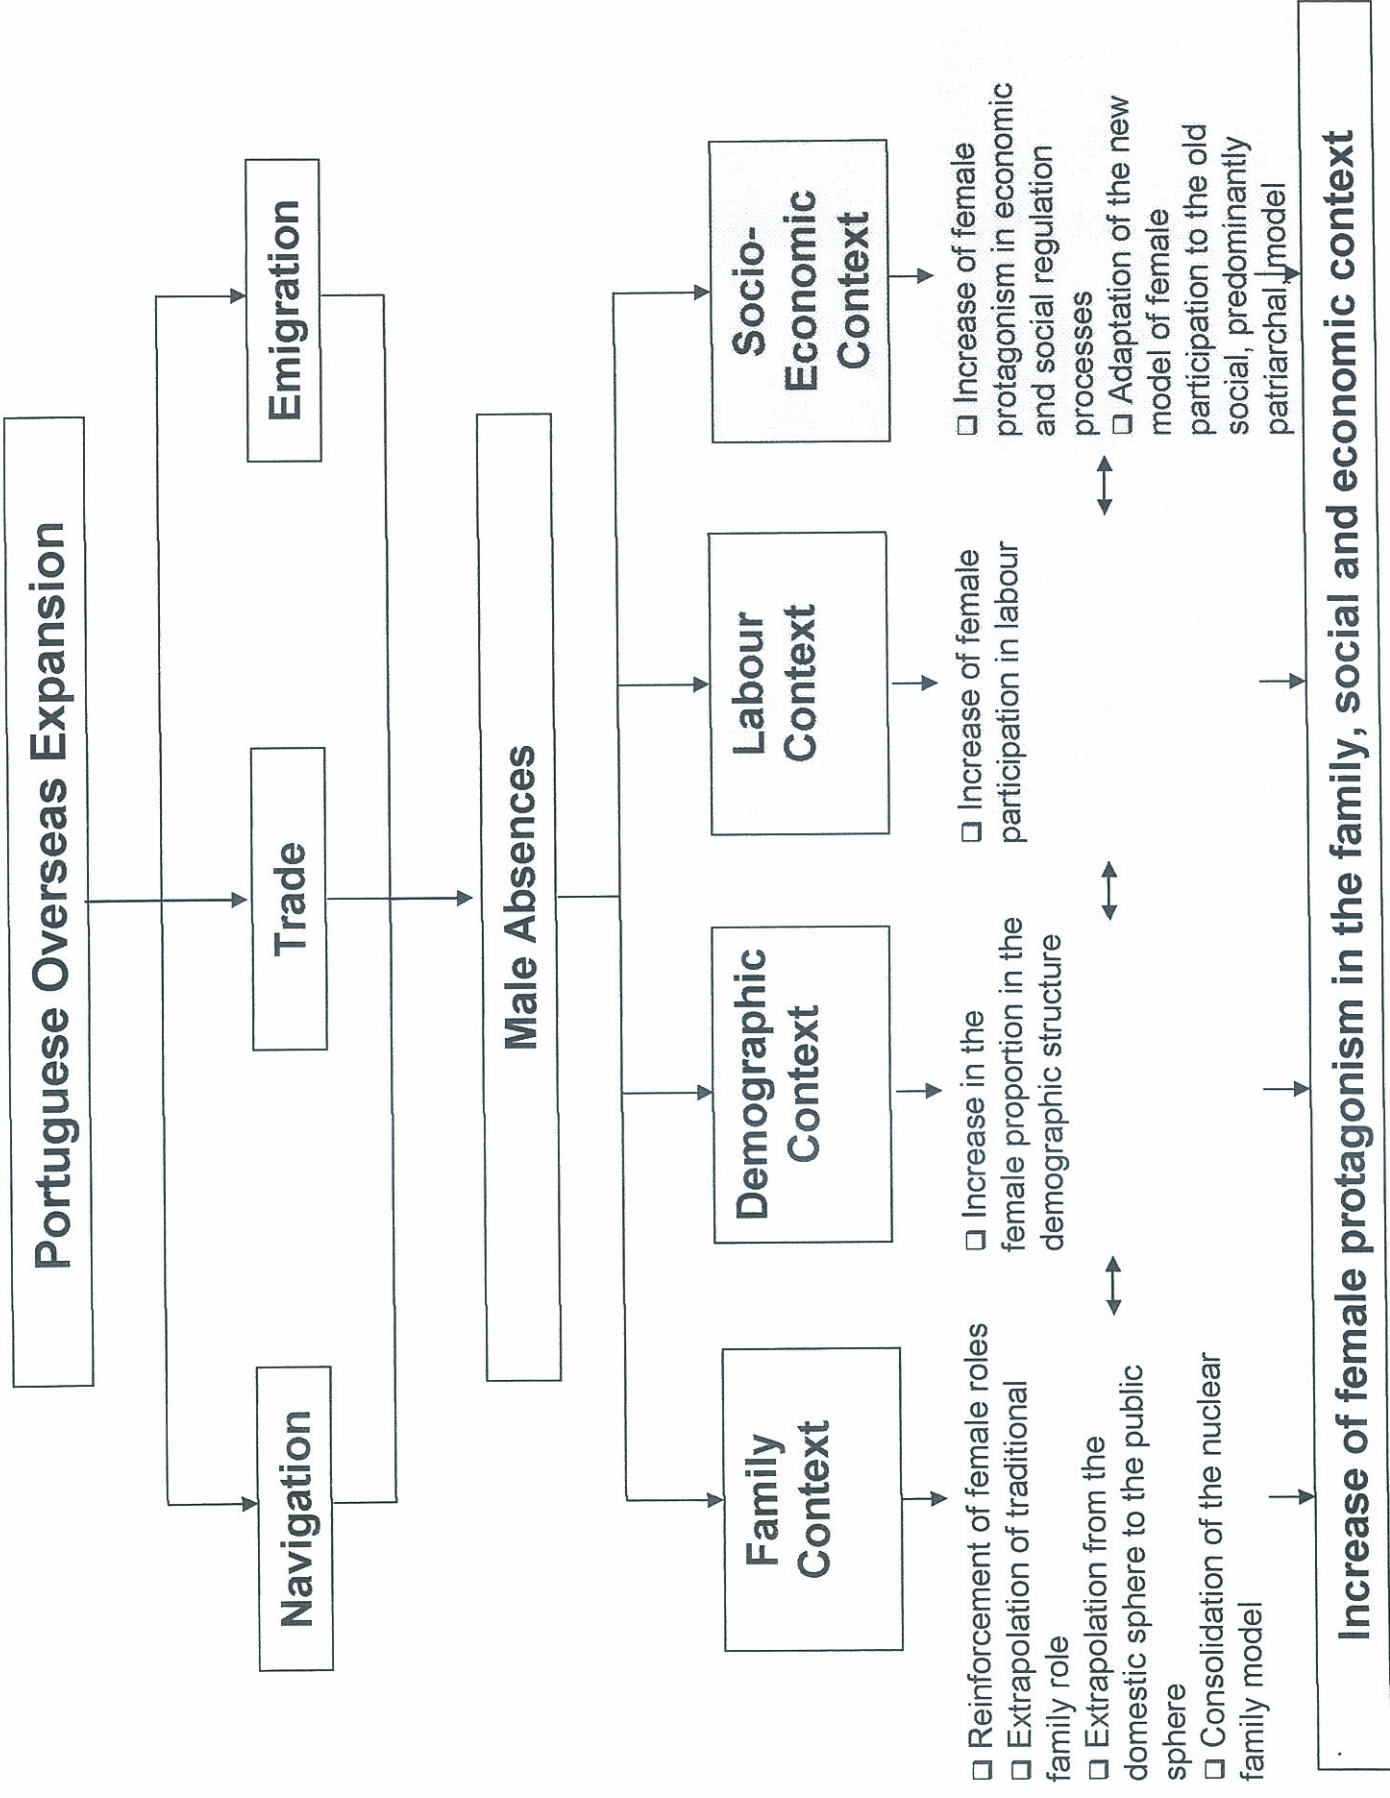 Portuguese Overseas Expansion
Navigation
Trade
Emigration
Male Absences
Family
Context
Demographic
Context
Labour
Context
Socio-
Economic
Context
❑ Reinforcement of female roles
❑ Extrapolation of traditional
family role
❑ Extrapolation from the
domestic sphere to the public
sphere
❑ Consolidation of the nuclear
family model
❑ Increase in the
female proportion in the
demographic structure
❑ Increase of female
participation in labour
❑ Increase of female
protagonism in economic
and social regulation
processes
❑ Adaptation of the new
model of female
participation to the old
social, predominantly
patriarchal, model
Increase of female protagonism in the family, social and economic context